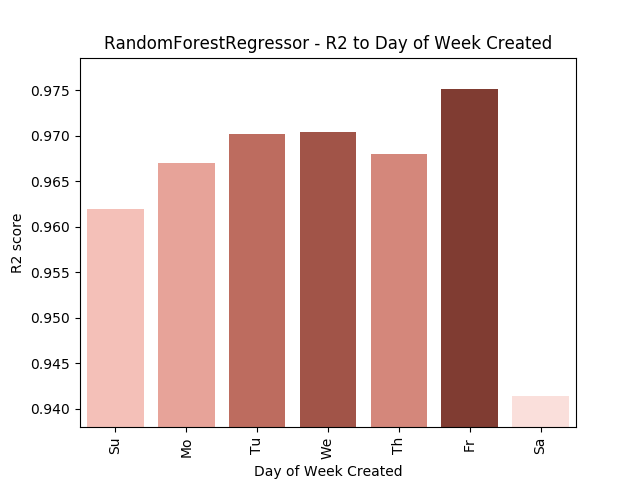 RandomForestRegressor - R2 to Day of Week Created
0.975
0.970
0.965
0.960
0.955
0.950
0.945
0.940
R2 score
Su Mo Tu We Th Fr Sa
Day of Week Created